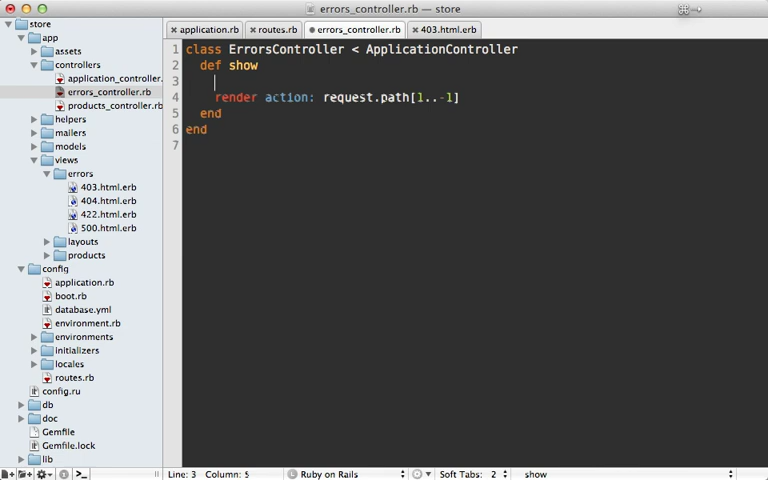 errors_controller.rb — store
⌘→
store
app
assets
controllers
application_controller.
errors_controller.rb
products_controller.rb
helpers
mailers
models
views
errors
403.html.erb
404.html.erb
422.html.erb
500.html.erb
layouts
products
config
application.rb
boot.rb
database.yml
environment.rb
environments
initializers
locales
routes.rb
config.ru
db
doc
Gemfile
Gemfile.lock
lib
application.rb routes.rb errors_controller.rb 403.html.erb
1 class ErrorsController < ApplicationController
2 def show
3
4 render action: request.path[1..-1]
5 end
6 end
7
Line: 3 Column: 5 Ruby on Rails Soft Tabs: 2 show